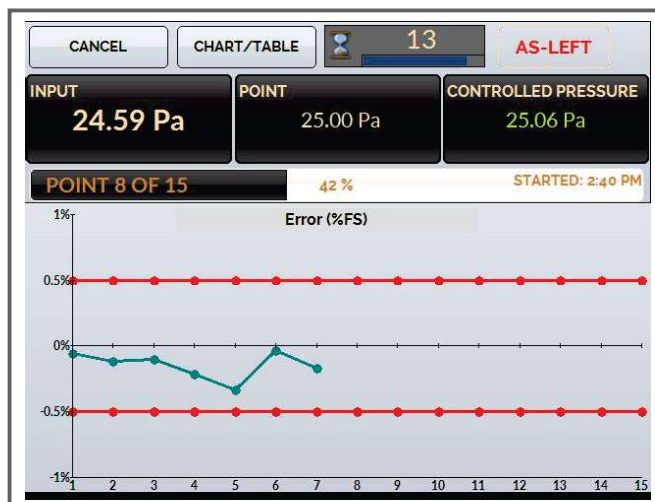 CANCEL CHART/TABLE 13 AS-LEFT
INPUT POINT CONTROLLED PRESSURE
24.59 Pa 25.00 Pa 25.06 Pa
POINT 8 OF 15 42 % STARTED: 2:40 PM
Error (%FS)
1%
0.5%
0%
-0.5%
-1%
1 2 3 4 5 6 7 8 9 10 11 12 13 14 15